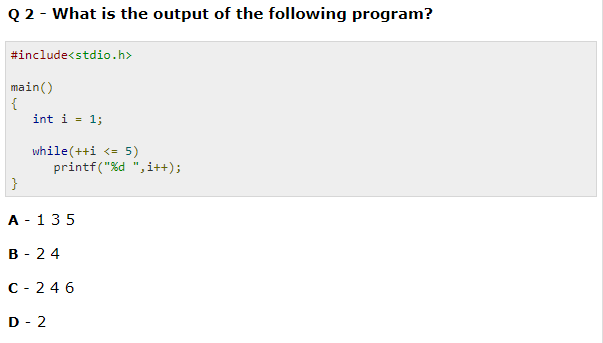 Q 2 - What is the output of the following program?
#include<stdio.h>
main()
{
int i = 1;
while(++i <= 5)
printf("%d ",i++);
}
A - 1 3 5
B - 2 4
C - 2 4 6
D - 2